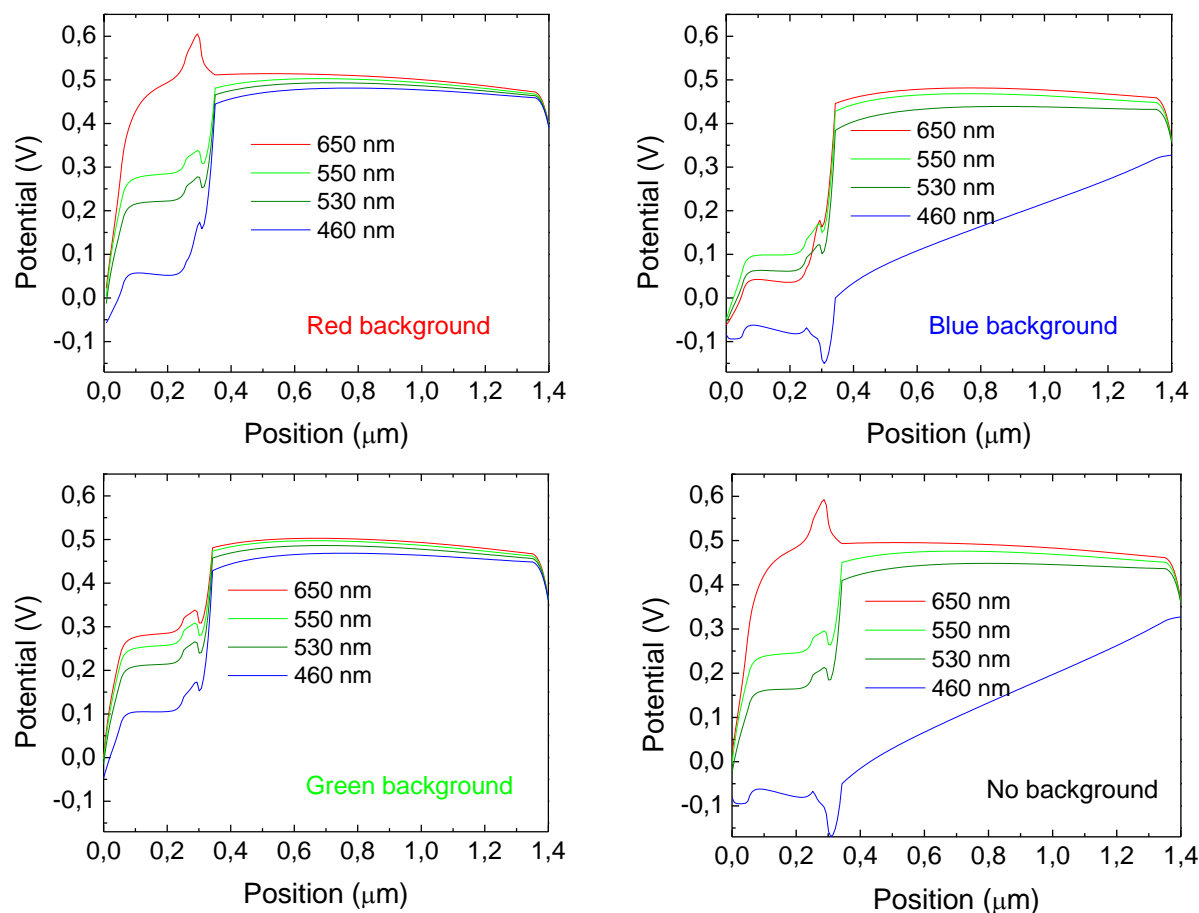 0,6
0,5
0,4
0,3
0,2
0,1
0,0
-0,1
Potential (V)
650 nm
550 nm
530 nm
460 nm
Red background
0,0 0,2 0,4 0,6 0,8 1,0 1,2 1,4
Position (μm)
0,6
0,5
0,4
0,3
0,2
0,1
0,0
-0,1
Potential (V)
650 nm
550 nm
530 nm
460 nm
Blue background
0,0 0,2 0,4 0,6 0,8 1,0 1,2 1,4
Position (μm)
0,6
0,5
0,4
0,3
0,2
0,1
0,0
-0,1
Potential (V)
650 nm
550 nm
530 nm
460 nm
Green background
0,0 0,2 0,4 0,6 0,8 1,0 1,2 1,4
Position (μm)
0,6
0,5
0,4
0,3
0,2
0,1
0,0
-0,1
Potential (V)
650 nm
550 nm
530 nm
460 nm
No background
0,0 0,2 0,4 0,6 0,8 1,0 1,2 1,4
Position (μm)